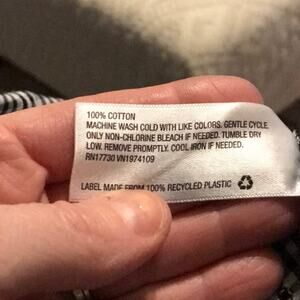 100% COTTON
MACHINE WASH COLD WITH LIKE COLORS. GENTLE CYCLE.
ONLY NON-CHLORINE BLEACH IF NEEDED. TUMBLE DRY
LOW. REMOVE PROMPTLY. COOL IRON IF NEEDED.
RN17730 VN1974109
LABEL MADE FROM 100% RECYCLED PLASTIC